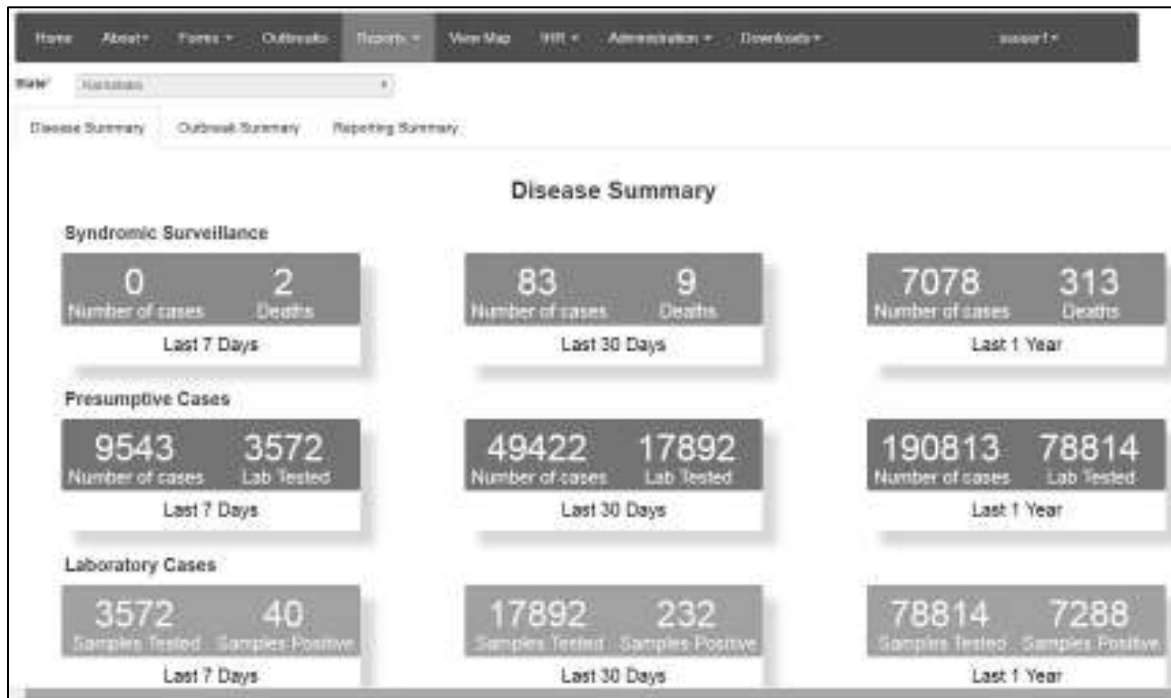 Home About Forms Outbreaks Reports View Map IHR Administration Downloads
State* Karnataka
Disease Summary Outbreak Summary Reporting Summary
Disease Summary
Syndromic Surveillance
0 2 83 9 7078 313
Number of cases Deaths Number of cases Deaths Number of cases Deaths
Last 7 Days Last 30 Days Last 1 Year
Presumptive Cases
9543 3572 49422 17892 190813 78814
Number of cases Lab Tested Number of cases Lab Tested Number of cases Lab Tested
Last 7 Days Last 30 Days Last 1 Year
Laboratory Cases
3572 40 17892 232 78814 7288
Samples Tested Samples Positive Samples Tested Samples Positive Samples Tested Samples Positive
Last 7 Days Last 30 Days Last 1 Year